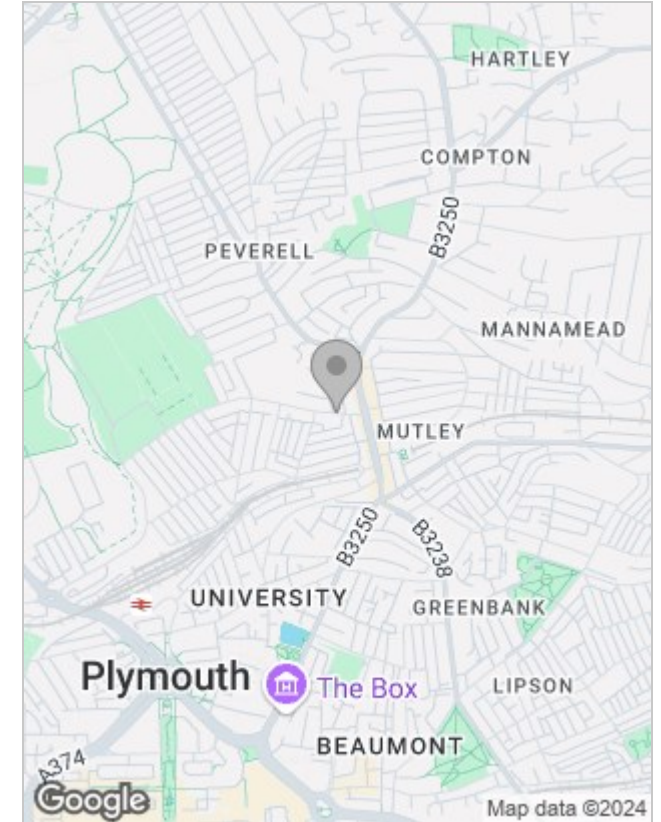 HARTLEY
COMPTON
B3250
PEVERELL
MANNAMEAD
MUTLEY
B3250
B3238
UNIVERSITY
GREENBANK
Plymouth
The Box
LIPSON
BEAUMONT
A374
Google
Map data ©2024